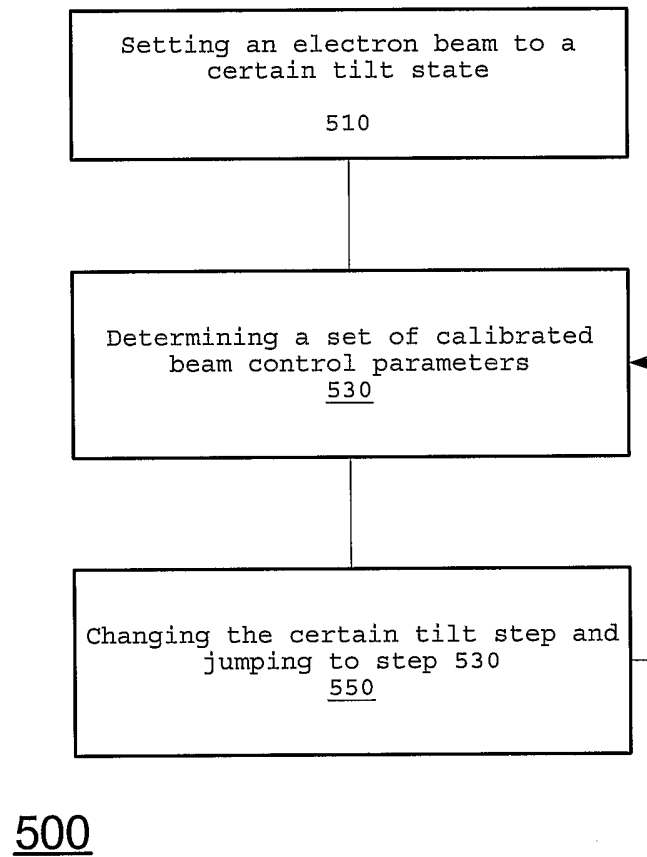 Setting an electron beam to a
certain tilt state
510
Determining a set of calibrated
beam control parameters
530
Changing the certain tilt step and
jumping to step 530
550
500